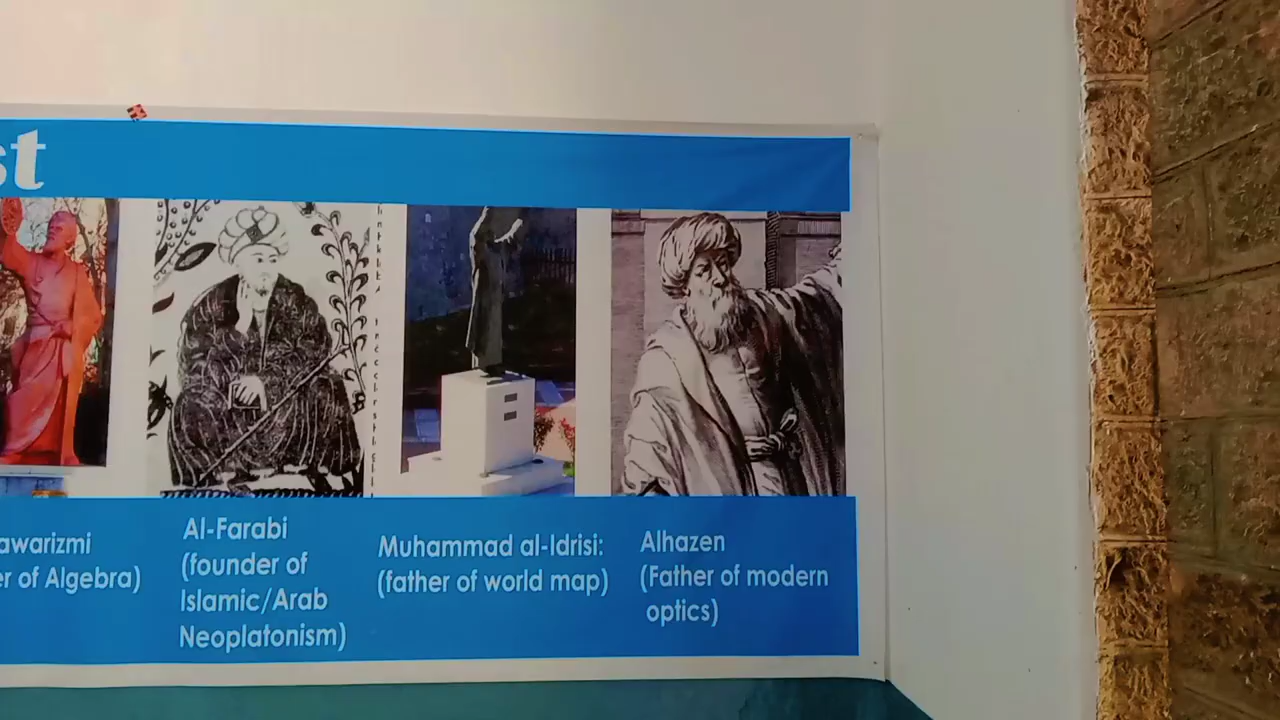 st
awarizmi
er of Algebra)
Al-Farabi
(founder of
Islamic/Arab
Neoplatonism)
Muhammad al-Idrisi:
(father of world map)
Alhazen
(Father of modern
optics)